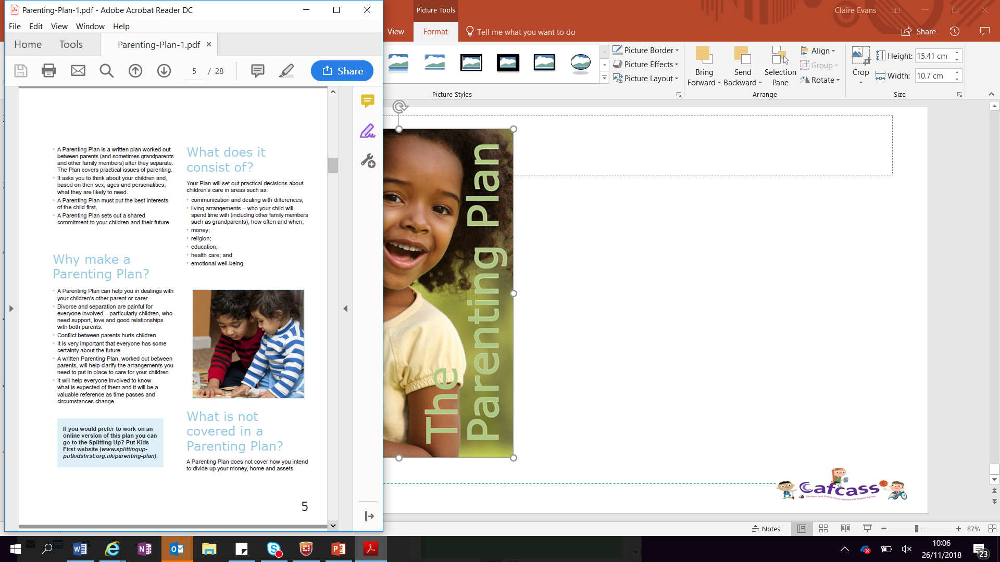 Parenting-Plan-1.pdf - Adobe Acrobat Reader DC
File Edit View Window Help
Home Tools Parenting-Plan-1.pdf
5 / 28 Share
A Parenting Plan is a written plan worked out
between parents (and sometimes grandparents
and other family members) after they separate.
The Plan covers practical issues of parenting.
It asks you to think about your children and,
based on their sex, ages and personalities,
what they are likely to need.
A Parenting Plan must put the best interests
of the child first.
A Parenting Plan sets out a shared
commitment to your children and their future.
Why make a
Parenting Plan?
A Parenting Plan can help you in dealings with
your children's other parent or carer.
Divorce and separation are painful for
everyone involved – particularly children, who
need support, love and good relationships
with both parents.
Conflict between parents hurts children.
It is very important that everyone has some
certainty about the future.
A written Parenting Plan, worked out between
parents, will help clarify the arrangements you
need to put in place to care for your children.
It will help everyone involved to know
what is expected of them and it will be a
valuable reference as time passes and
circumstances change.
If you would prefer to work on an
online version of this plan you can
go to the Splitting Up? Put Kids
First website (www.splittingup-
putkidsfirst.org.uk/parenting-plan).
What does it
consist of?
Your Plan will set out practical decisions about
children's care in areas such as:
communication and dealing with differences;
living arrangements – who your child will
spend time with (including other family members
such as grandparents), how often and when;
money;
religion;
education;
health care; and
emotional well-being.
What is not
covered in a
Parenting Plan?
A Parenting Plan does not cover how you intend
to divide up your money, home and assets.
5
Picture Tools
Claire Evans
View Format Tell me what you want to do
Share
Picture Border
Picture Effects
Picture Layout
Picture Styles
Bring
Forward
Send
Backward
Selection
Pane
Align
Group
Rotate
Arrange
Crop
Height: 15.41 cm
Width: 10.7 cm
Size
The
Parenting Plan
Cafcass
Children and Family Court Advisory and Support Service
Notes
87%
10:06
26/11/2018
23